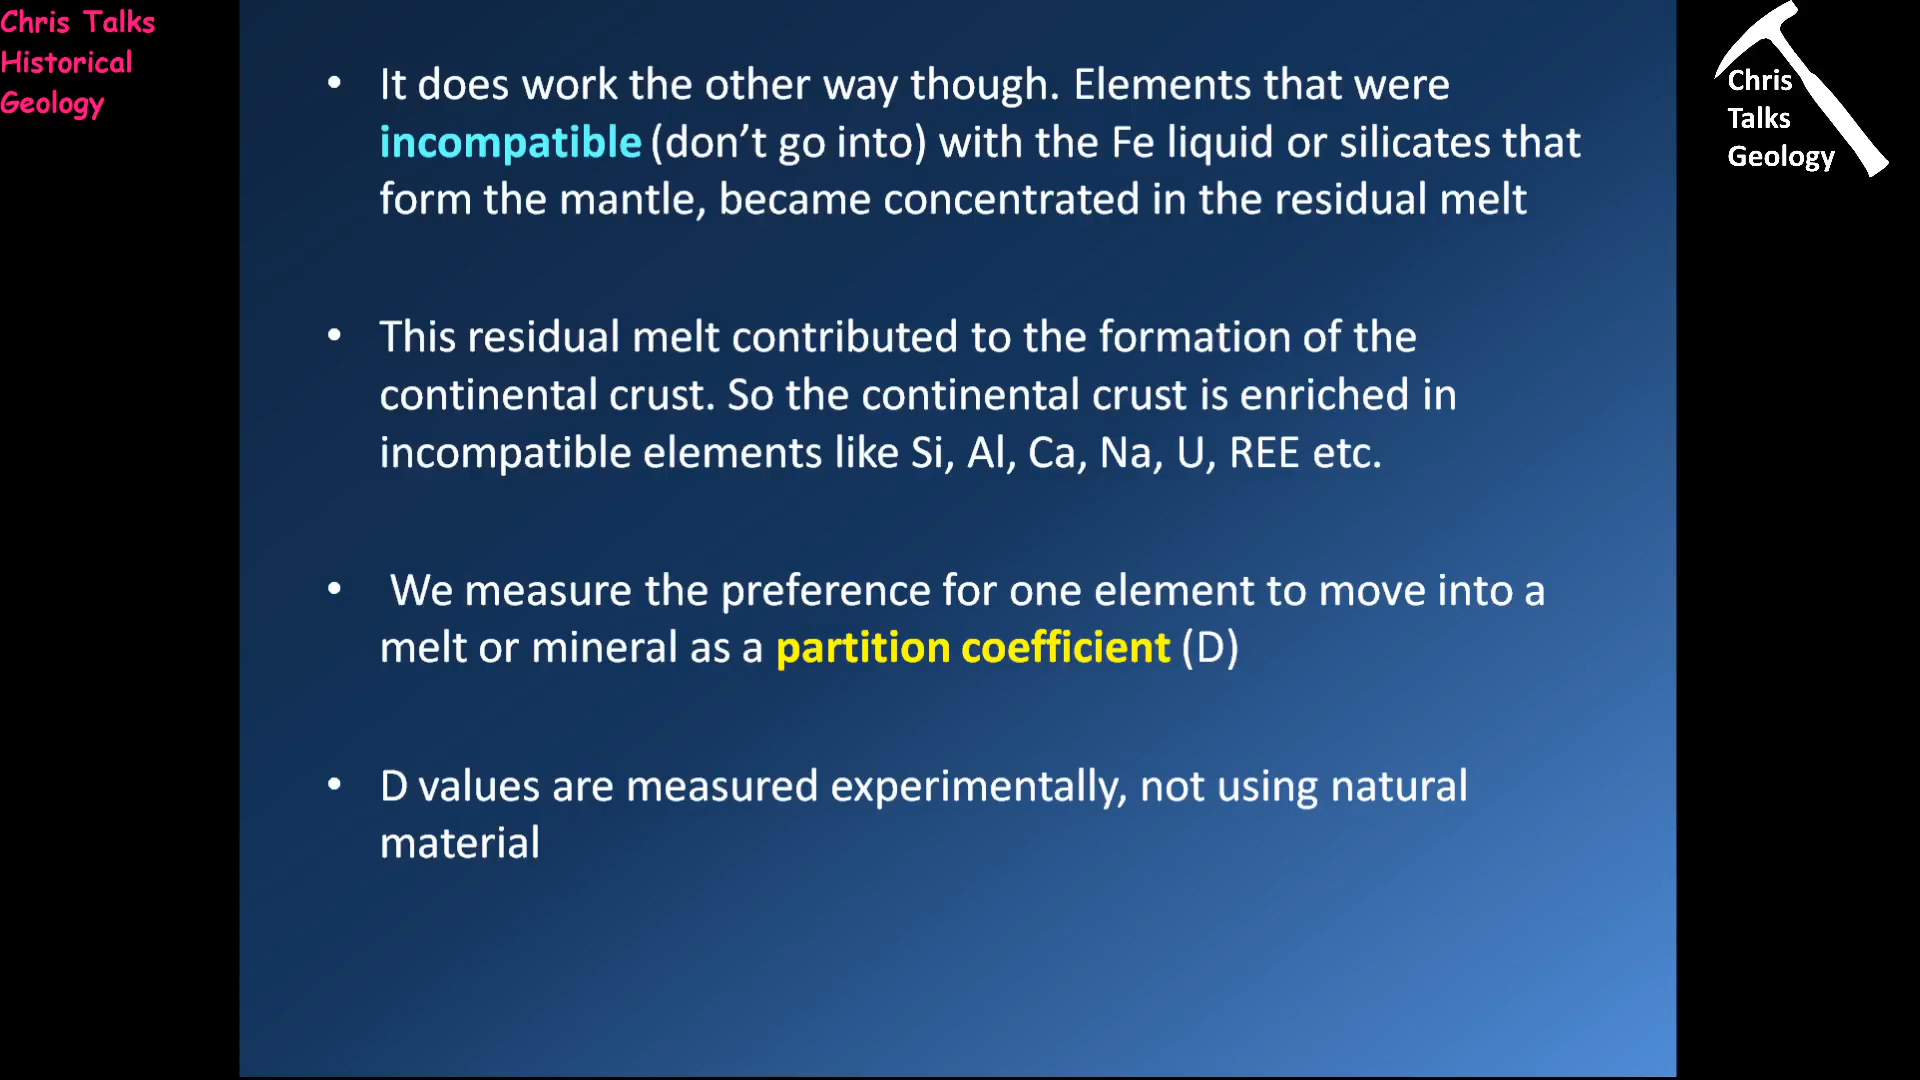 Chris Talks
Historical
Geology
• It does work the other way though. Elements that were
incompatible (don’t go into) with the Fe liquid or silicates that
form the mantle, became concentrated in the residual melt
• This residual melt contributed to the formation of the
continental crust. So the continental crust is enriched in
incompatible elements like Si, Al, Ca, Na, U, REE etc.
• We measure the preference for one element to move into a
melt or mineral as a partition coefficient (D)
• D values are measured experimentally, not using natural
material
Chris
Talks
Geology